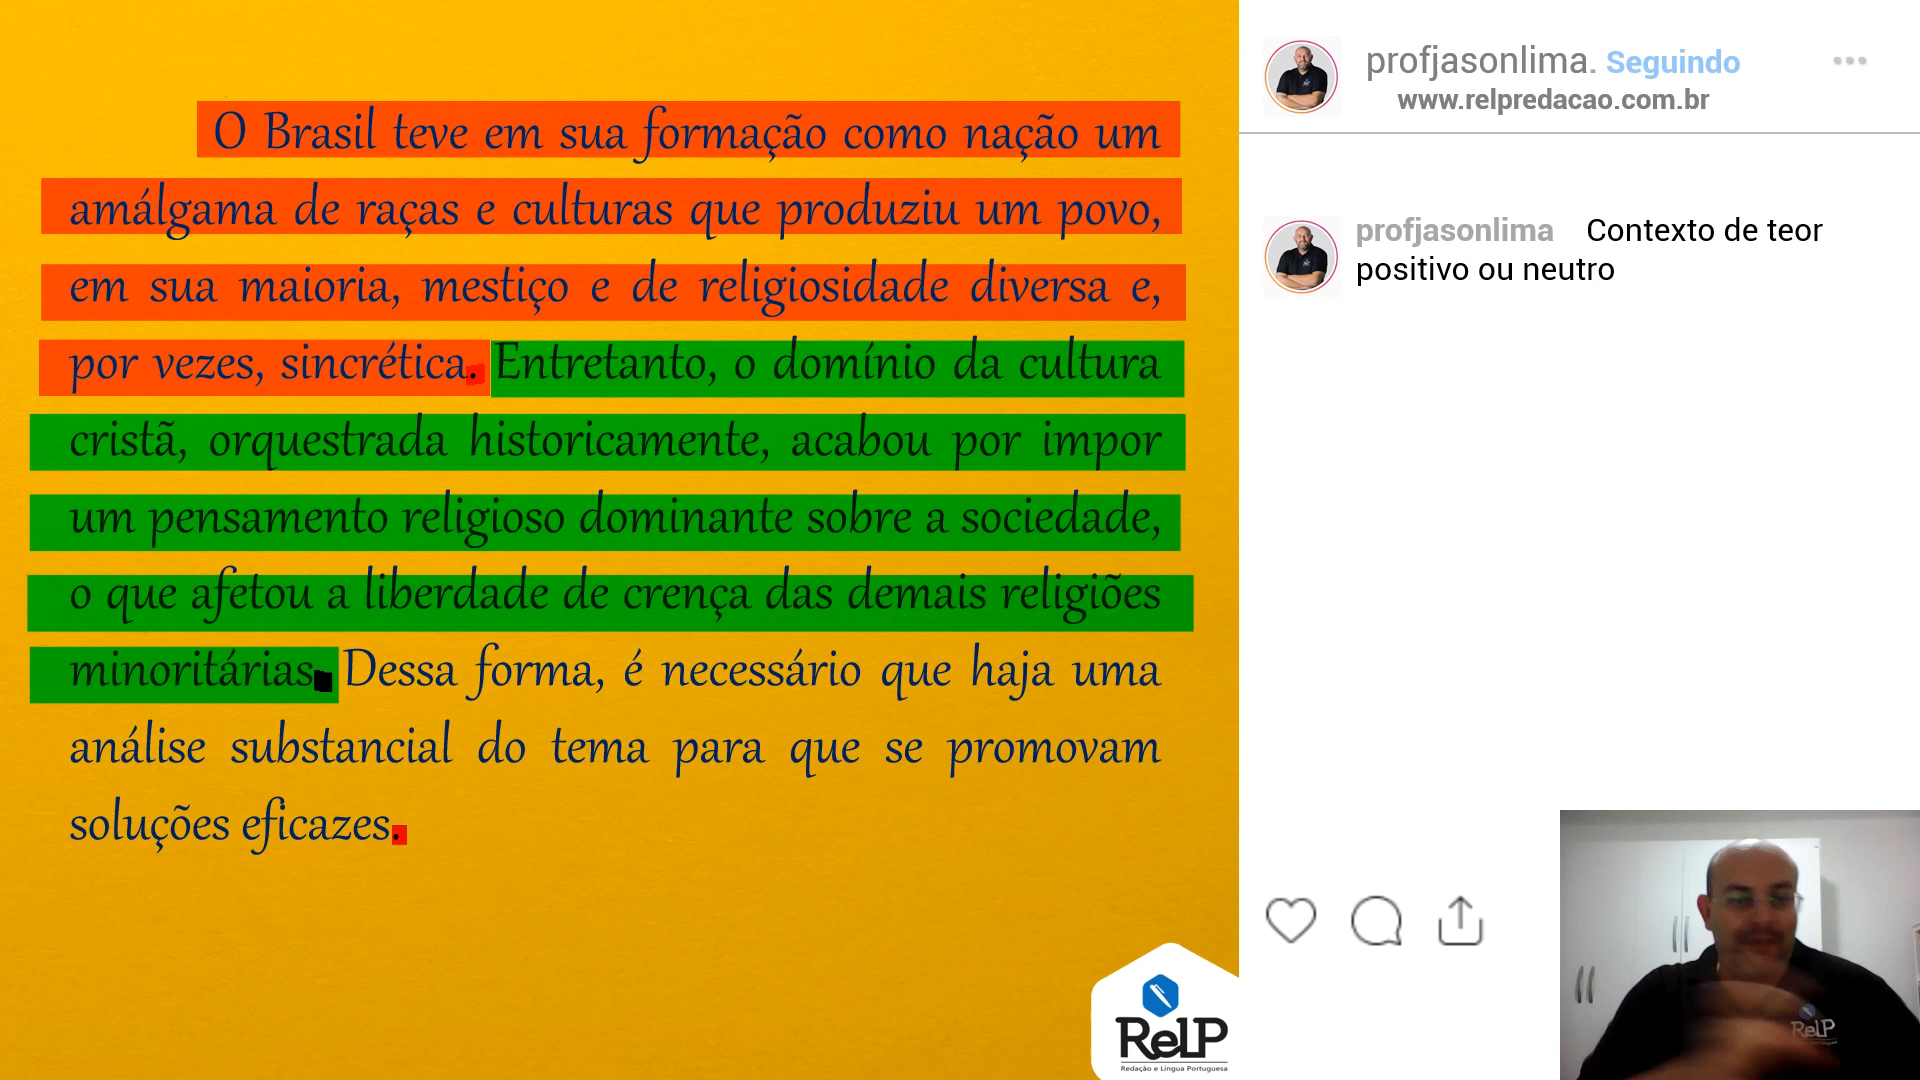 O Brasil teve em sua formação como nação um
amálgama de raças e culturas que produziu um povo,
em sua maioria, mestiço e de religiosidade diversa e,
por vezes, sincrética. Entretanto, o domínio da cultura
cristã, orquestrada historicamente, acabou por impor
um pensamento religioso dominante sobre a sociedade,
o que afetou a liberdade de crença das demais religiões
minoritárias. Dessa forma, é necessário que haja uma
análise substancial do tema para que se promovam
soluções eficazes.
ReLP
Redação e Língua Portuguesa
profjasonlima. Seguindo
www.relpredacao.com.br
profjasonlima Contexto de teor
positivo ou neutro
ReLP